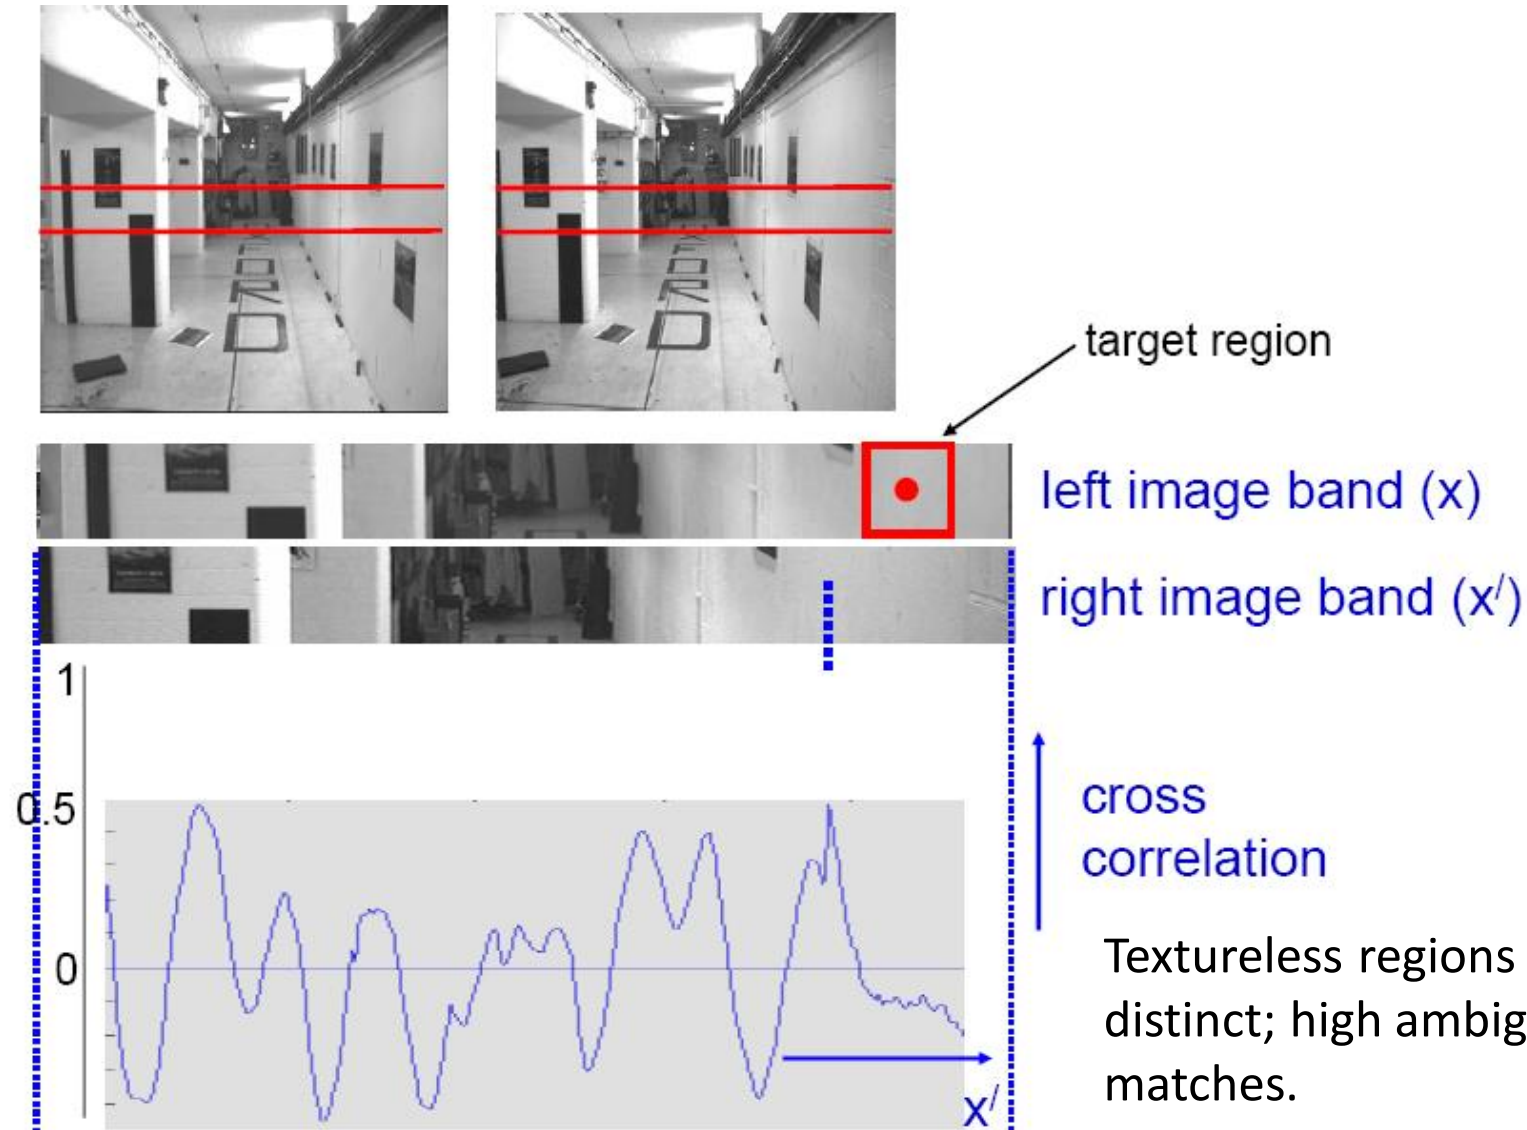 target region
left image band (x)
right image band (x/)
1
0.5
cross
correlation
0
Textureless regions
distinct; high ambig
matches.
x/